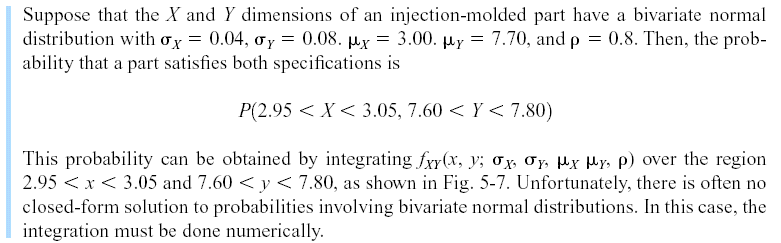 Suppose that the X and Y dimensions of an injection-molded part have a bivariate normal
distribution with σX = 0.04, σY = 0.08. μX = 3.00. μY = 7.70, and ρ = 0.8. Then, the prob-
ability that a part satisfies both specifications is
P(2.95 < X < 3.05, 7.60 < Y < 7.80)
This probability can be obtained by integrating fXY(x, y; σX, σY, μX μY, ρ) over the region
2.95 < x < 3.05 and 7.60 < y < 7.80, as shown in Fig. 5-7. Unfortunately, there is often no
closed-form solution to probabilities involving bivariate normal distributions. In this case, the
integration must be done numerically.